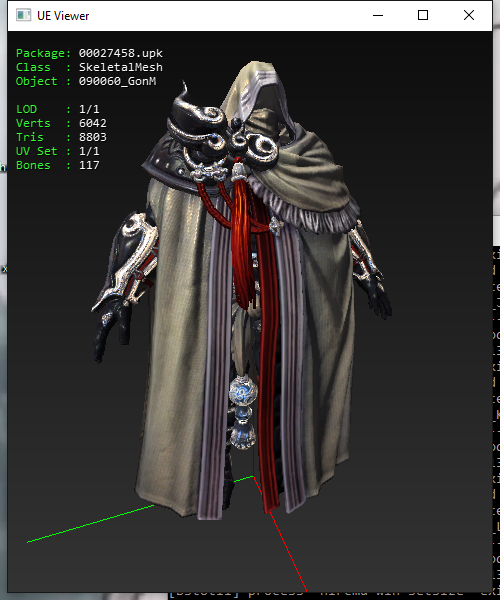 UE Viewer
Package: 00027458.upk
Class : SkeletalMesh
Object : 090060_GonM
LOD : 1/1
Verts : 6042
Tris : 8803
UV Set : 1/1
Bones : 117